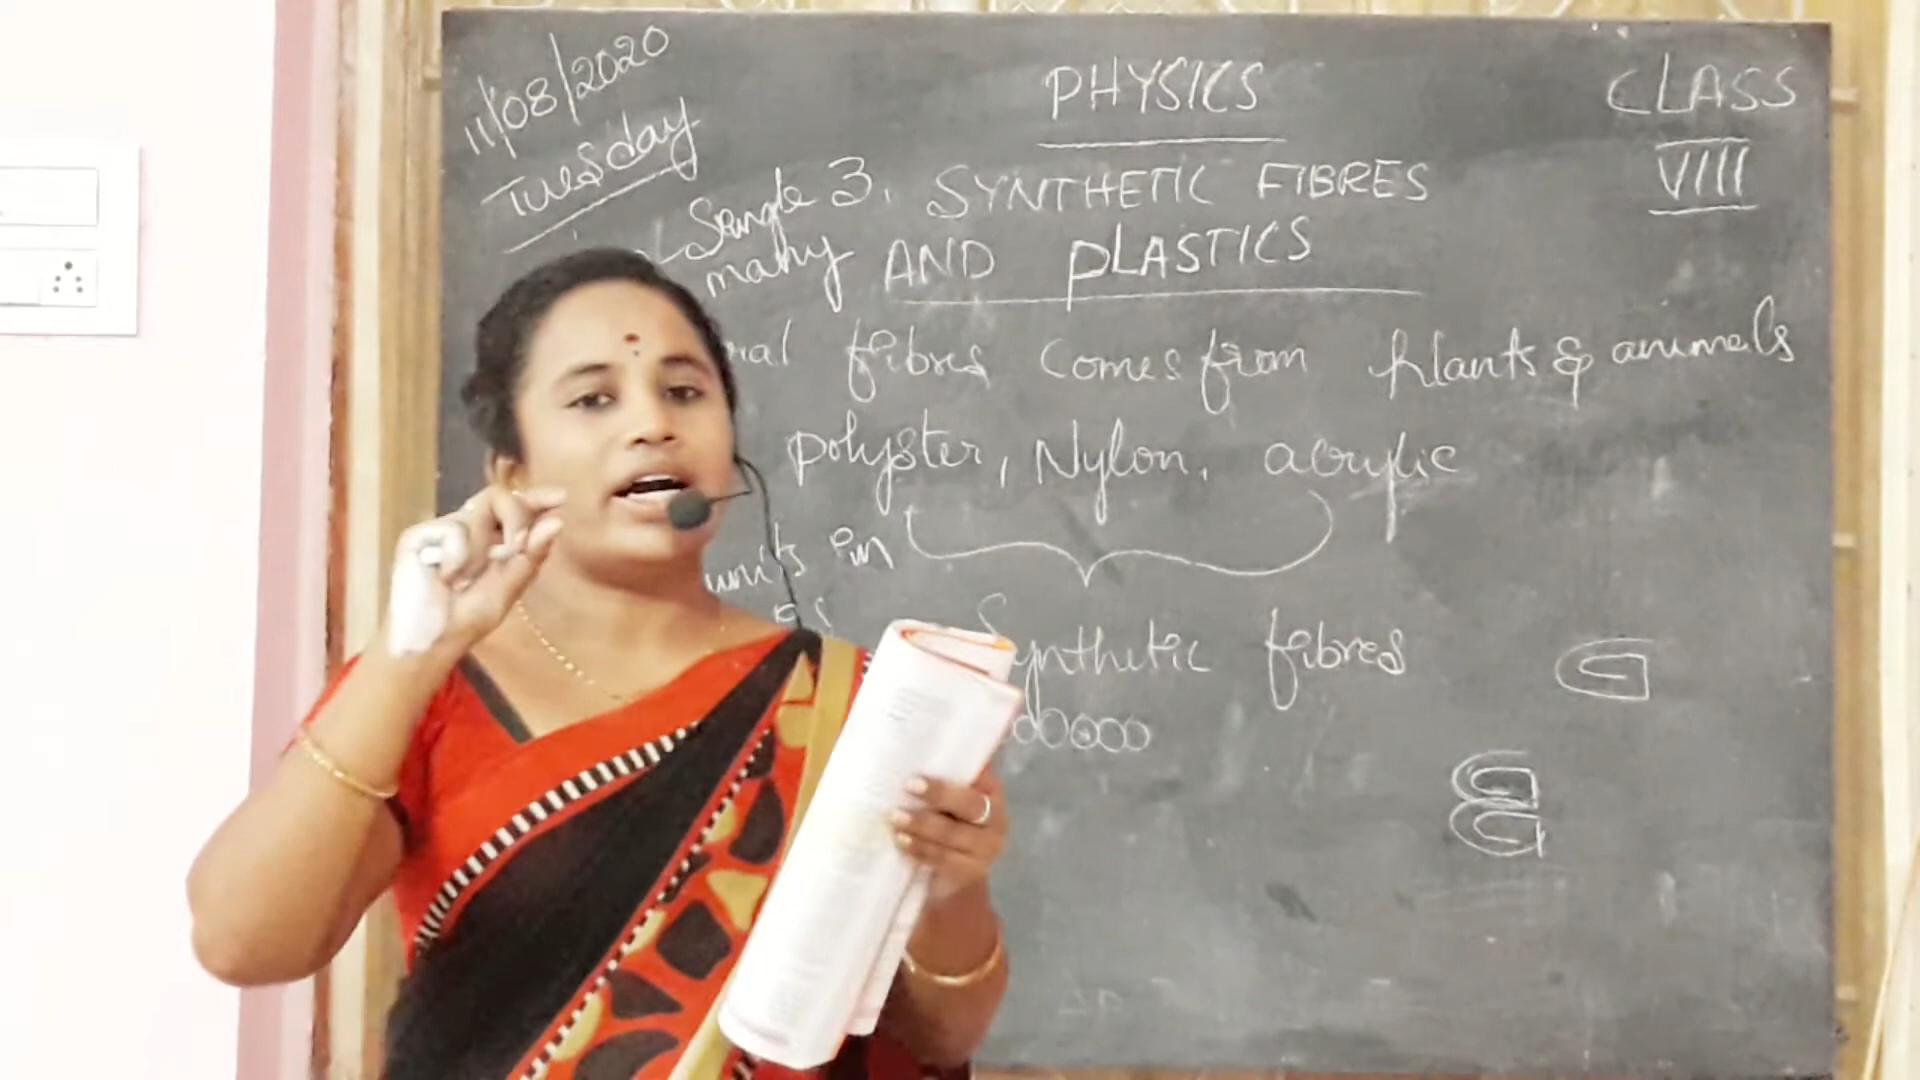 11/08/2020
Tuesday
PHYSICS
CLASS
VIII
Single
many
3. SYNTHETIC FIBRES
AND PLASTICS
ral fibres comes from plants & animals
polyster, Nylon, acrylic
units in
Synthetic fibres